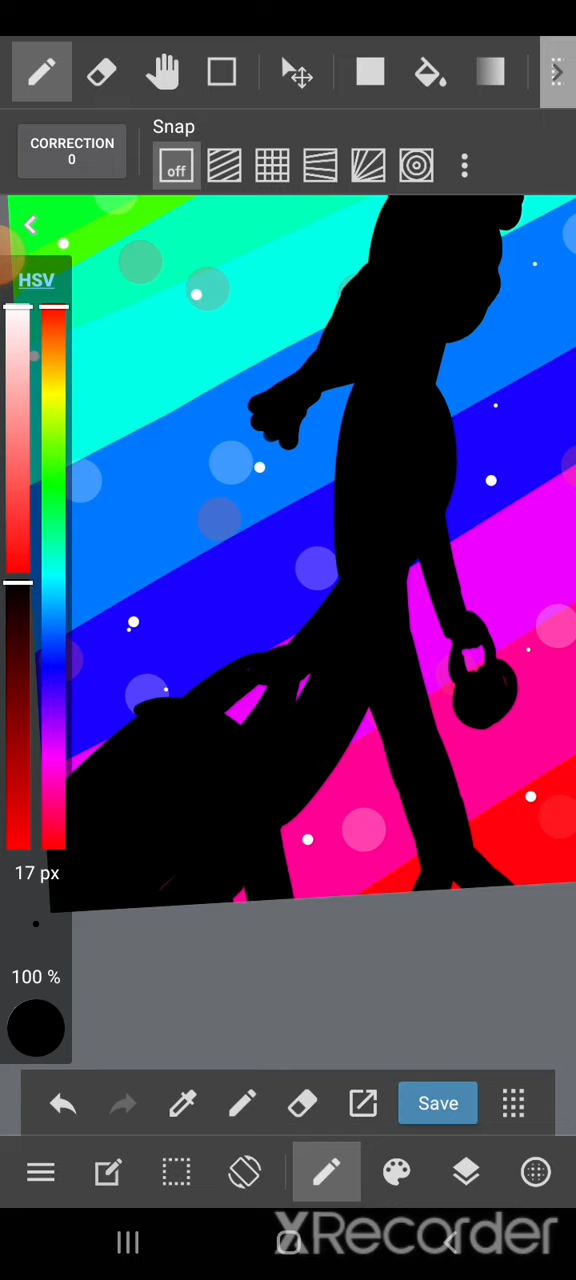 CORRECTION
0
Snap
off
HSV
17 px
100 %
Save
XRecorder